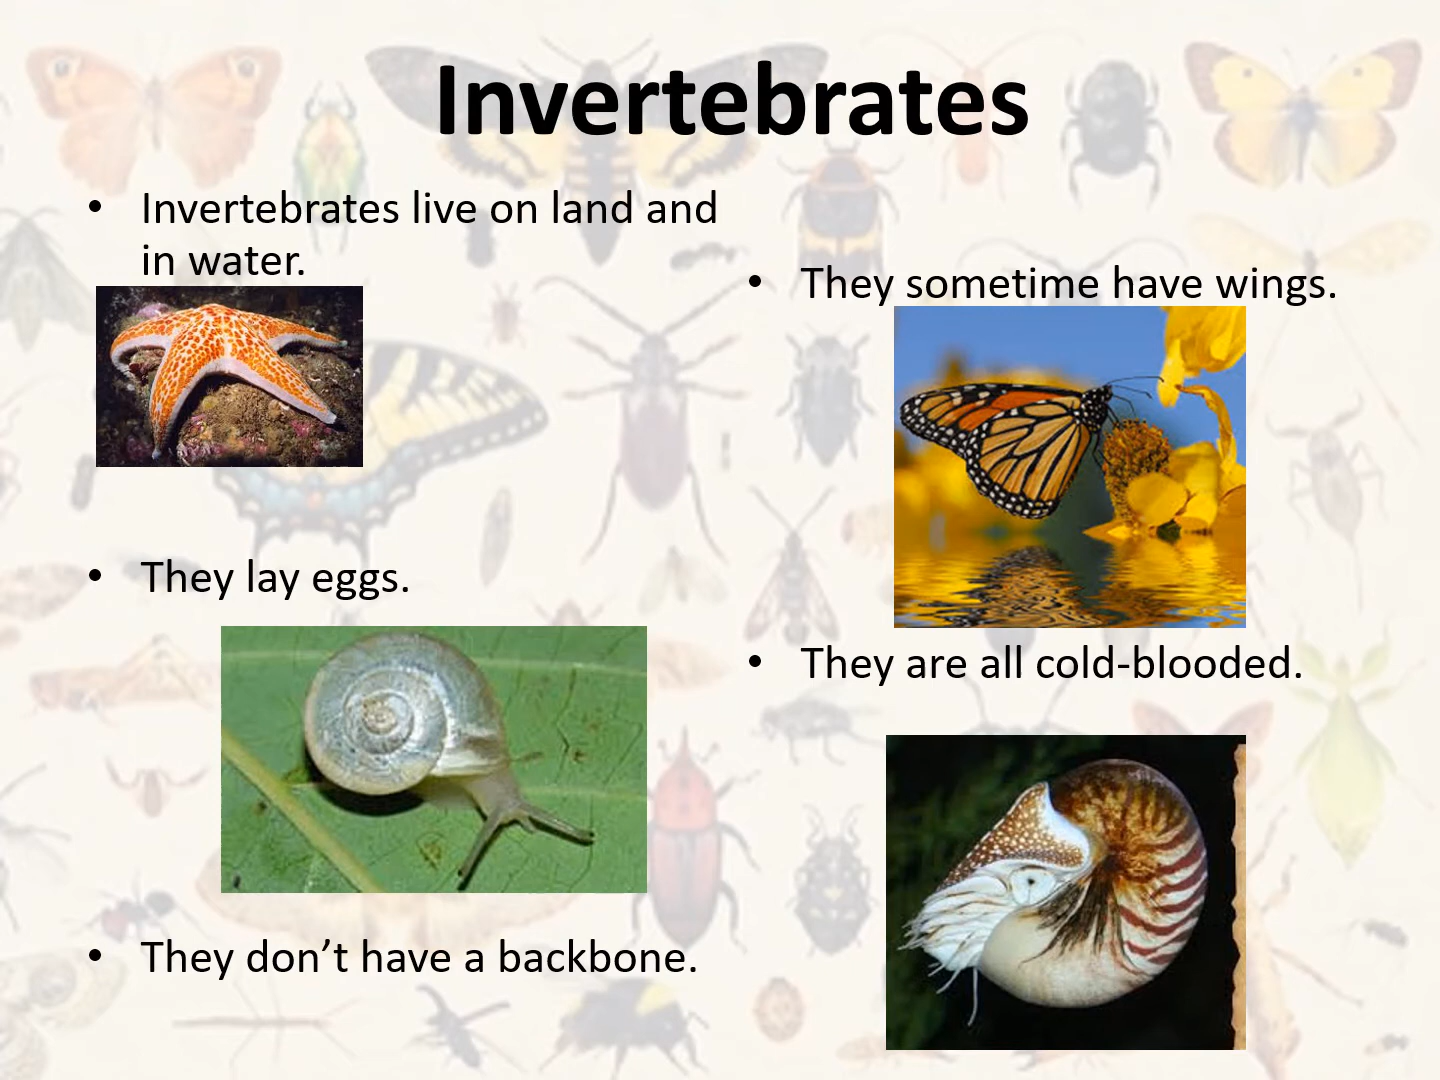 Invertebrates
• Invertebrates live on land and
in water.
• They lay eggs.
• They don’t have a backbone.
• They sometime have wings.
• They are all cold-blooded.